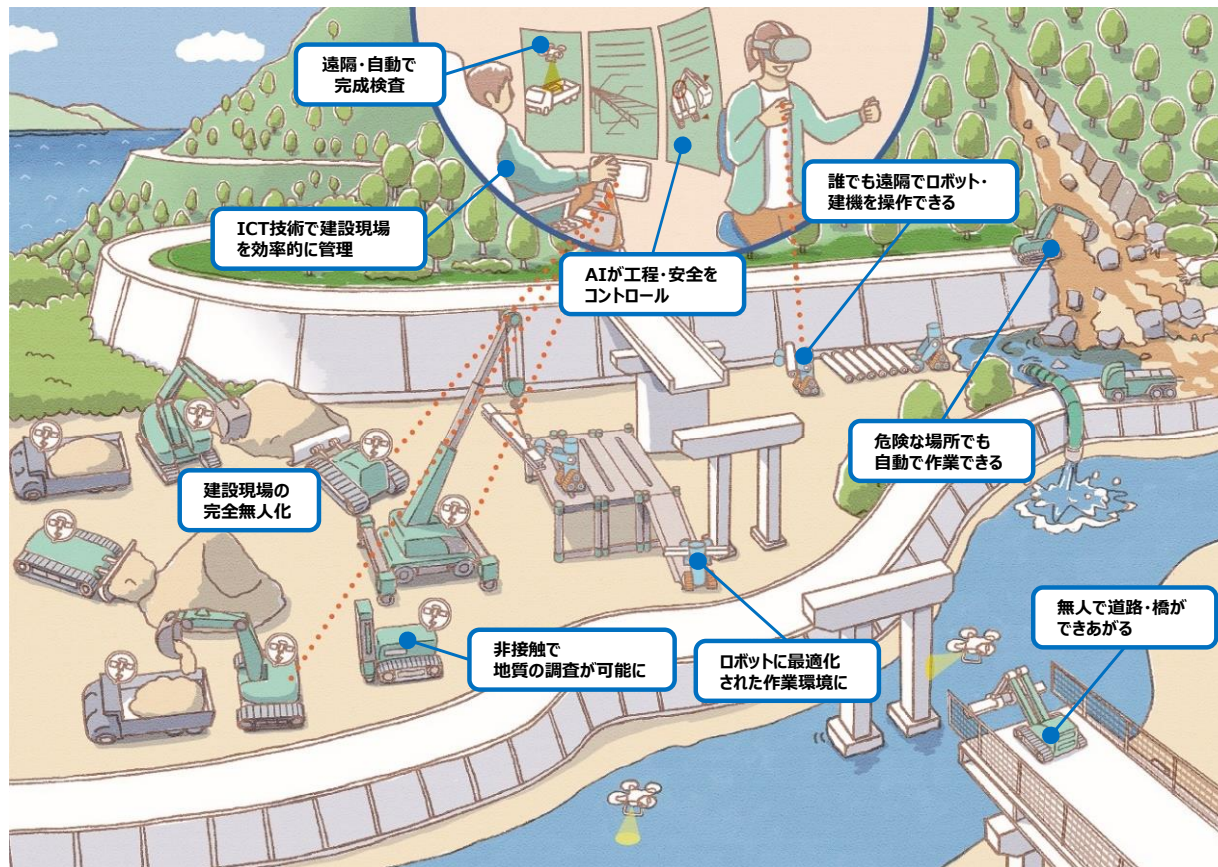 遠隔・自動で
完成検査
誰でも遠隔でロボット・
建機を操作できる
ICT技術で建設現場
を効率的に管理
AIが工程・安全を
コントロール
危険な場所でも
自動で作業できる
建設現場の
完全無人化
無人で道路・橋が
できあがる
非接触で
地質の調査が可能に
ロボットに最適化
された作業環境に